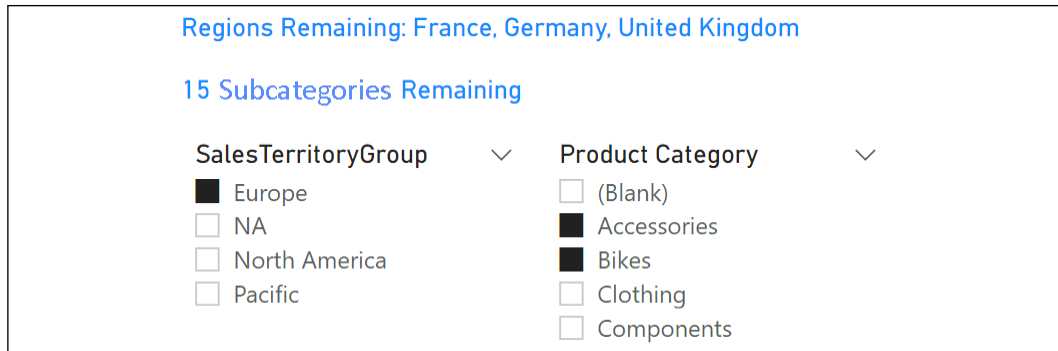 Regions Remaining: France, Germany, United Kingdom
15 Subcategories Remaining
SalesTerritoryGroup
Europe
NA
North America
Pacific
Product Category
(Blank)
Accessories
Bikes
Clothing
Components